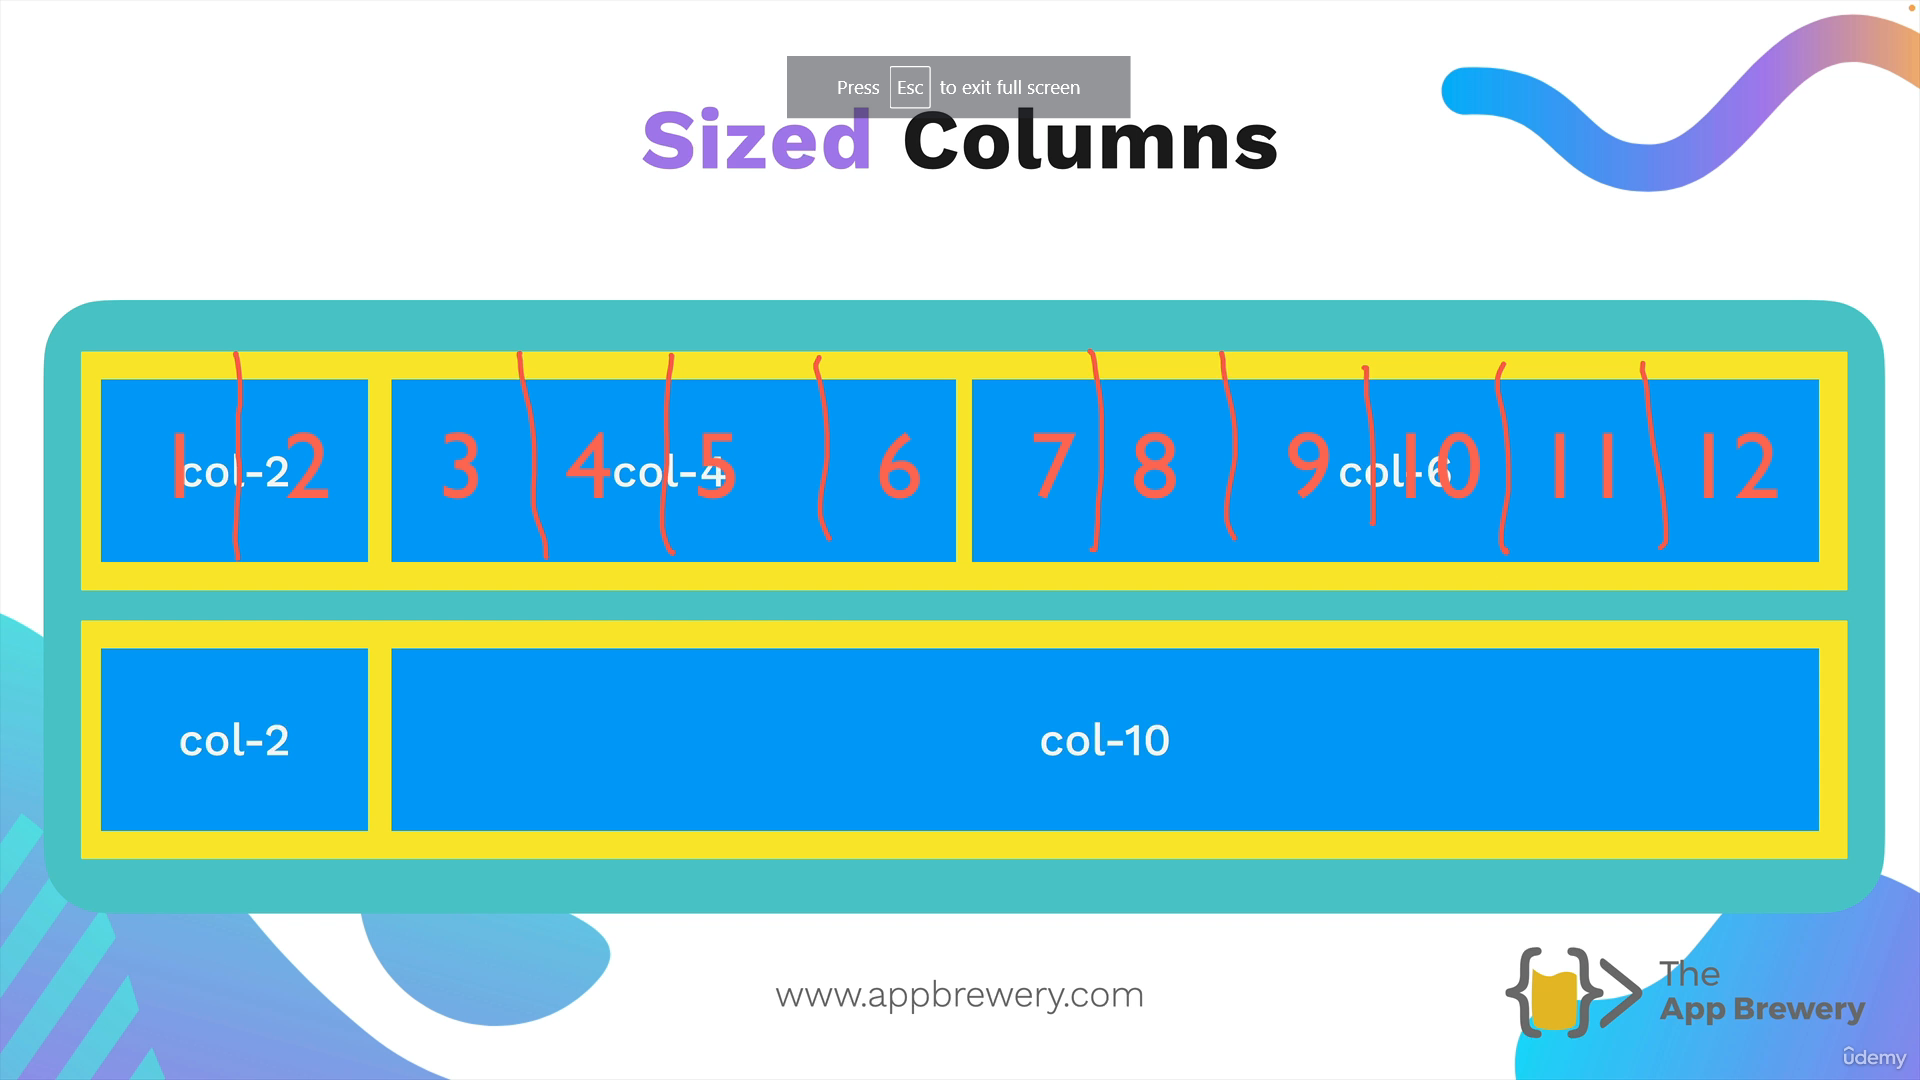 Press Esc to exit full screen
Sized Columns
col-2 col-4 col-6
1 2 3 4 5 6 7 8 9 10 11 12
col-2 col-10
www.appbrewery.com
The
App Brewery
ûdemy